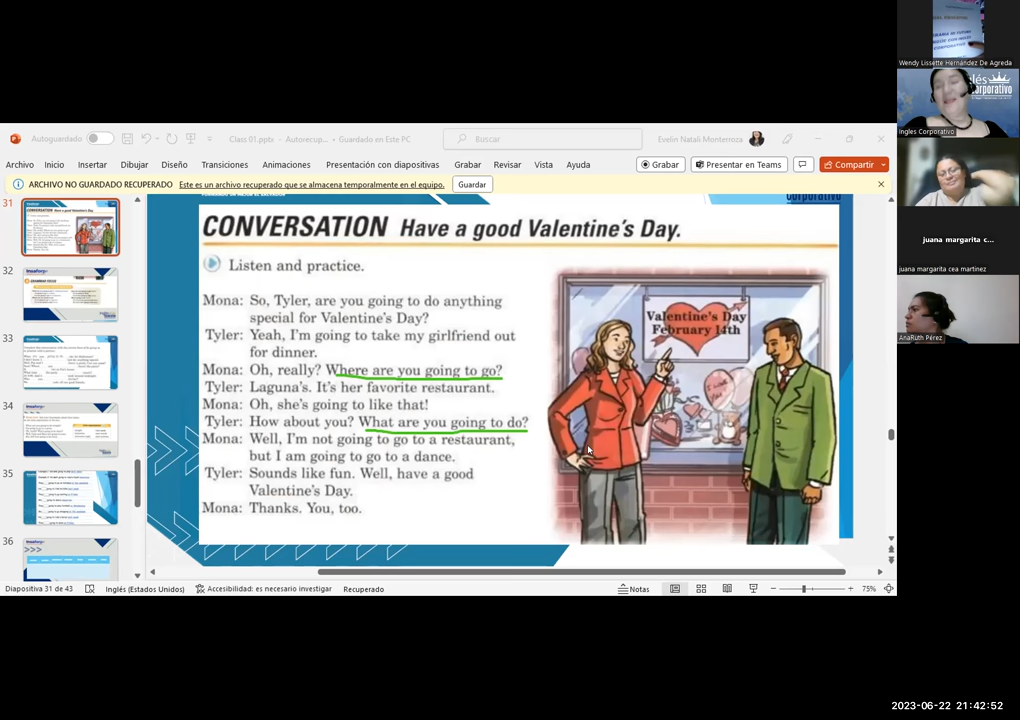 Autoguardado
Class 01.pptx - Autorecup... • Guardado en Este PC
Buscar
Evelin Natali Monterrosa
Archivo Inicio Insertar Dibujar Diseño Transiciones Animaciones Presentación con diapositivas Grabar Revisar Vista Ayuda
Grabar Presentar en Teams Compartir
ARCHIVO NO GUARDADO RECUPERADO Este es un archivo recuperado que se almacena temporalmente en el equipo. Guardar
31
32
33
34
35
36
CONVERSATION Have a good Valentine's Day.
Listen and practice.
Mona: So, Tyler, are you going to do anything
special for Valentine's Day?
Tyler: Yeah, I'm going to take my girlfriend out
for dinner.
Mona: Oh, really? Where are you going to go?
Tyler: Laguna's. It's her favorite restaurant.
Mona: Oh, she's going to like that!
Tyler: How about you? What are you going to do?
Mona: Well, I'm not going to go to a restaurant,
but I am going to go to a dance.
Tyler: Sounds like fun. Well, have a good
Valentine's Day.
Mona: Thanks. You, too.
Valentine's Day
February 14th
Diapositiva 31 de 43 Inglés (Estados Unidos) Accesibilidad: es necesario investigar Recuperado Notas 75%
Wendy Lissette Hernández De Agreda
Ingles Corporativo
juana margarita c...
juana margarita cea martinez
AnaRuth Pérez
2023-06-22 21:42:52